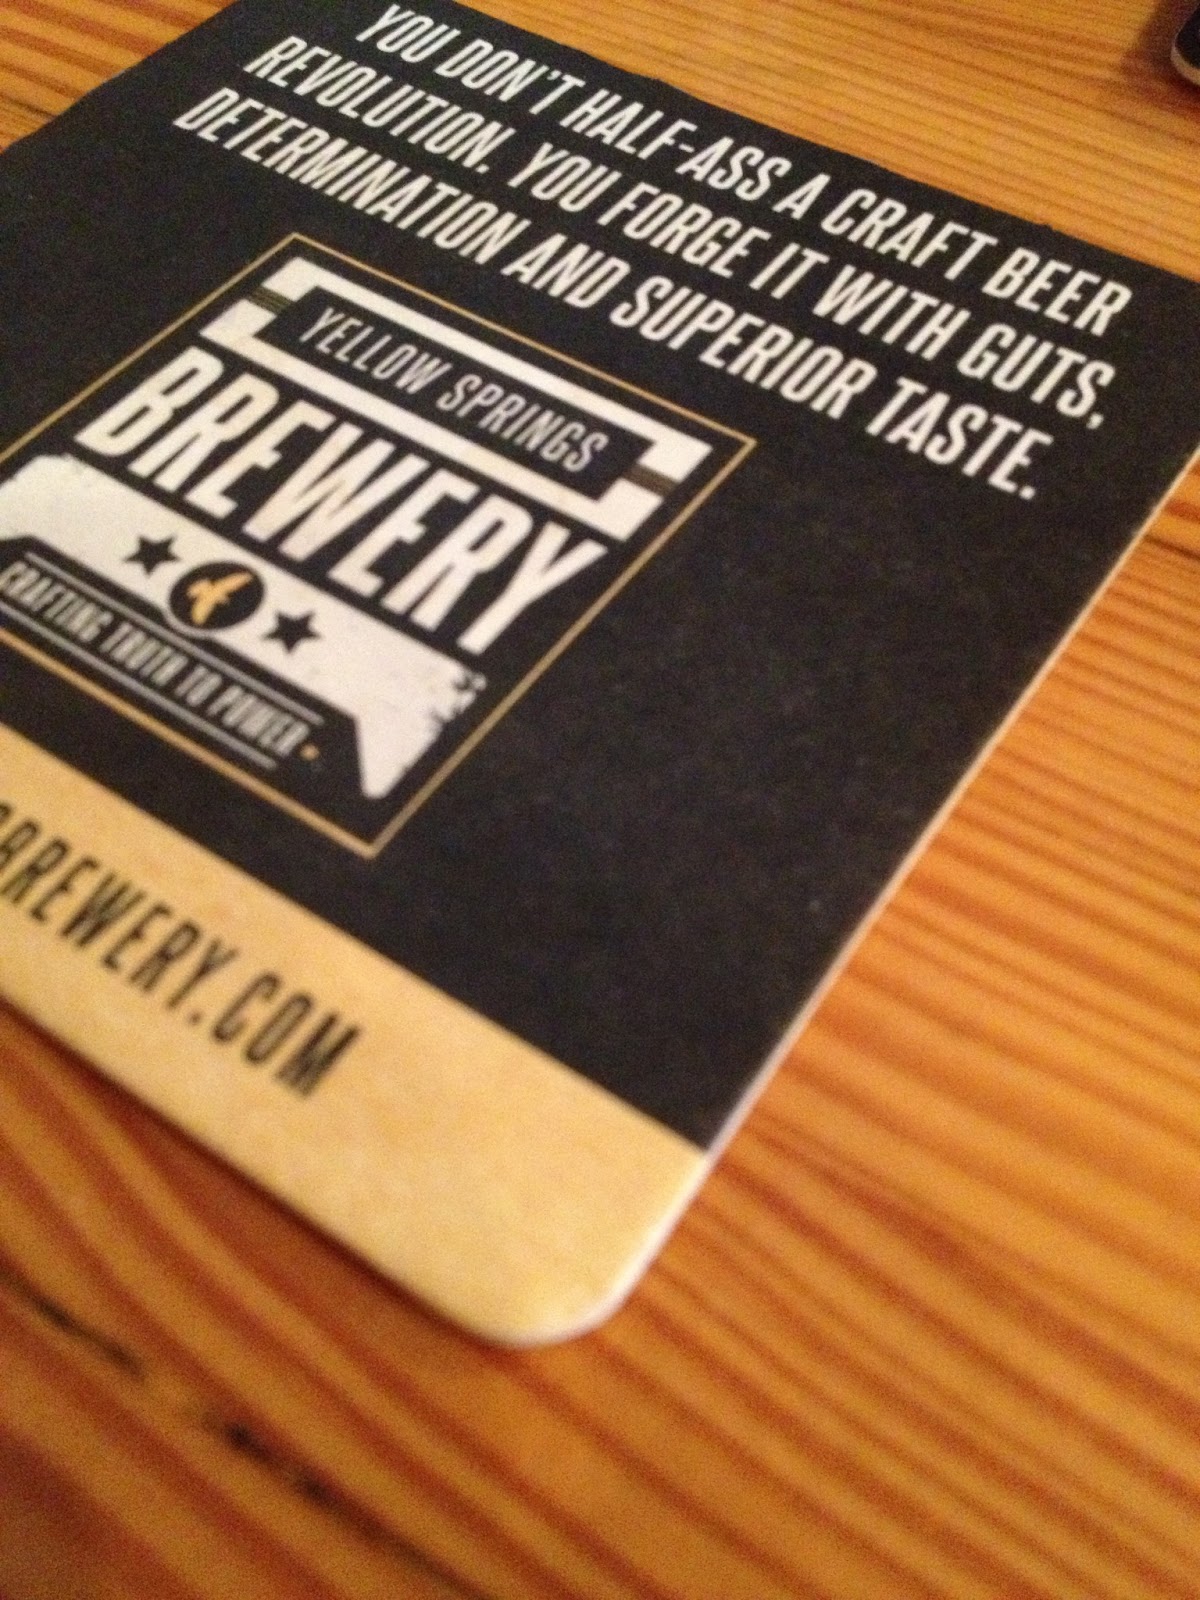 YOU DON'T HALF-ASS A CRAFT BEER
REVOLUTION. YOU FORGE IT WITH GUTS,
DETERMINATION AND SUPERIOR TASTE.
YELLOW SPRINGS
BREWERY
CRAFTING TRUTH TO POWER
BREWERY.COM